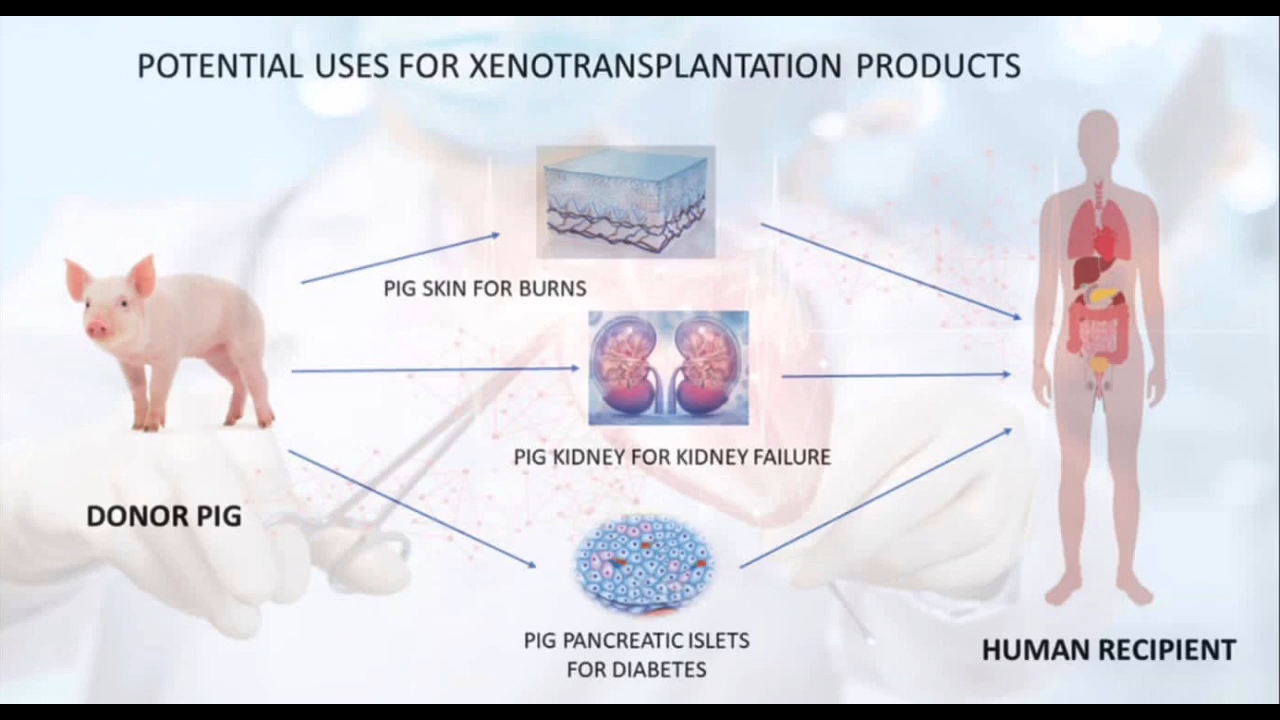 POTENTIAL USES FOR XENOTRANSPLANTATION PRODUCTS
PIG SKIN FOR BURNS
PIG KIDNEY FOR KIDNEY FAILURE
DONOR PIG
PIG PANCREATIC ISLETS
FOR DIABETES
HUMAN RECIPIENT